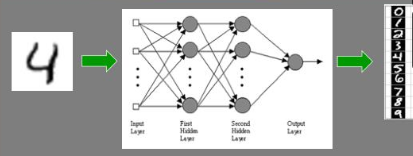 4
Input Layer
First Hidden Layer
Second Hidden Layer
Output Layer
0
1
2
3
4
5
6
7
8
9